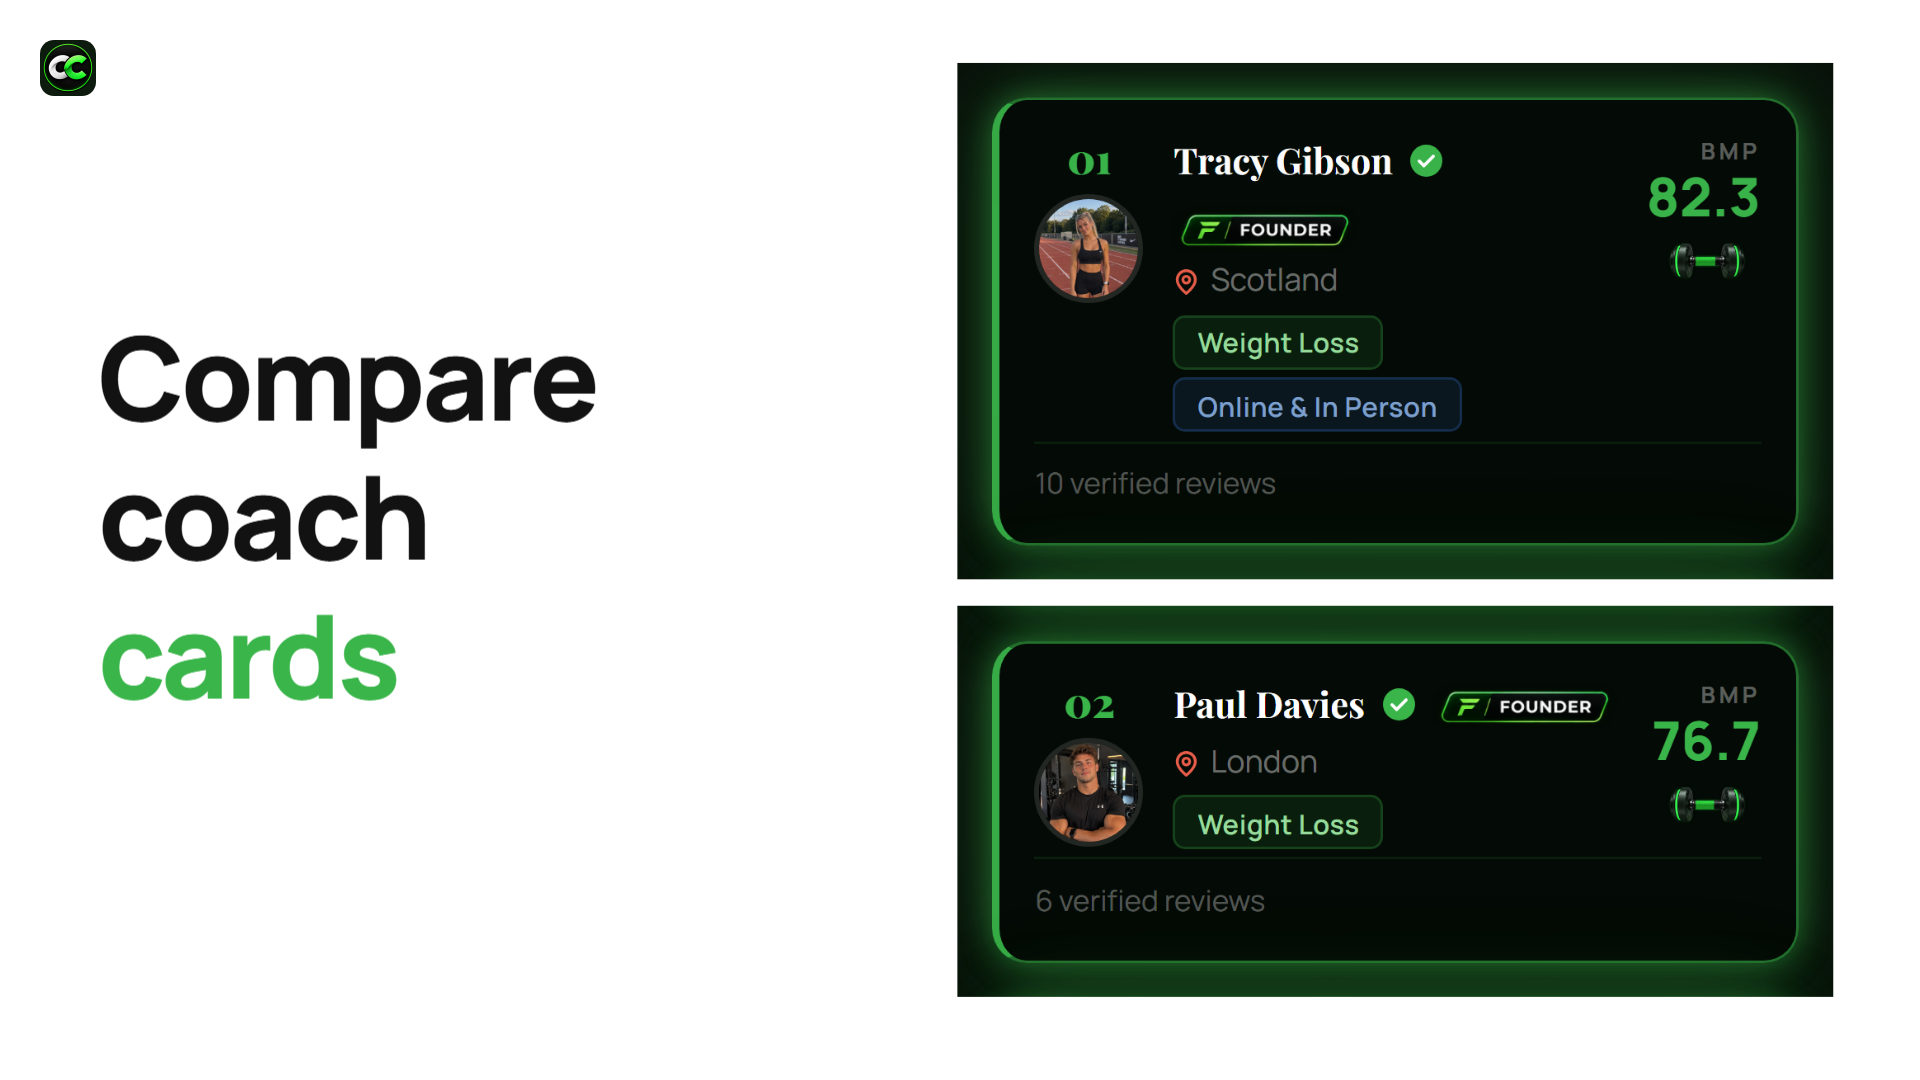 CC
Compare
coach
cards
01
Tracy Gibson
BMP
82.3
F / FOUNDER
Scotland
Weight Loss
Online & In Person
10 verified reviews
02
Paul Davies
F / FOUNDER
BMP
76.7
London
Weight Loss
6 verified reviews